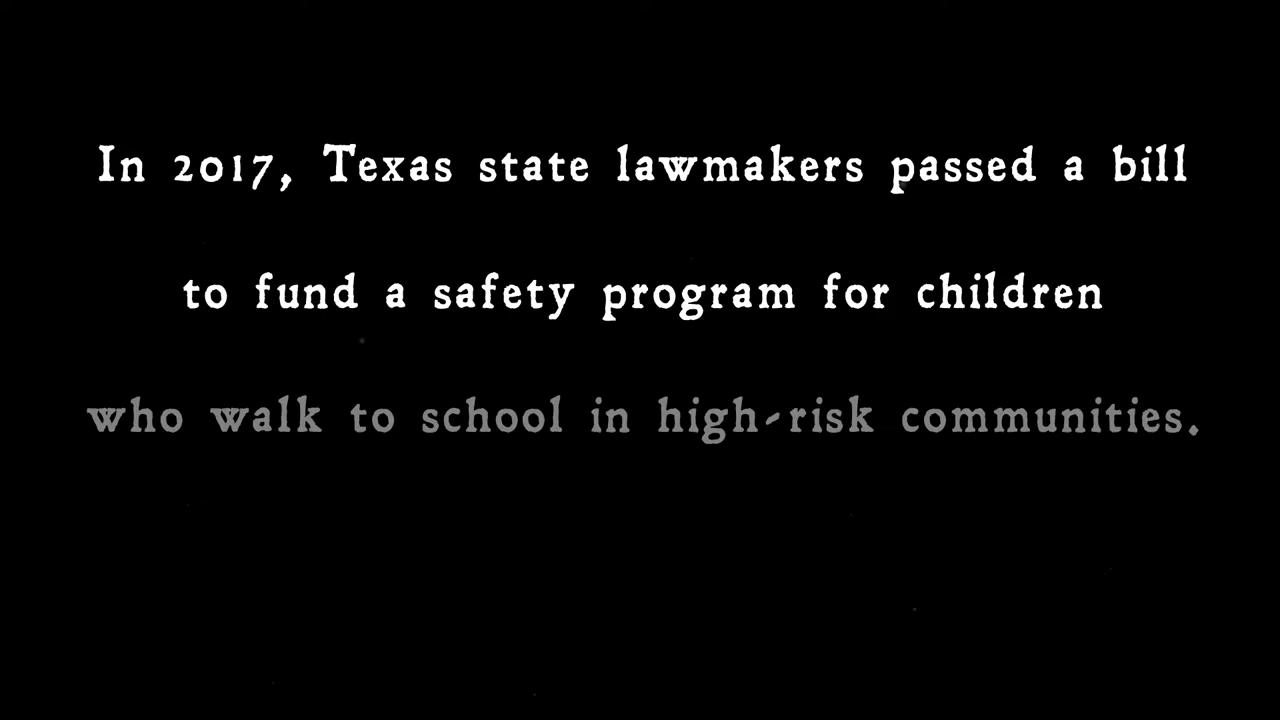 In 2017, Texas state lawmakers passed a bill
to fund a safety program for children
who walk to school in high-risk communities.